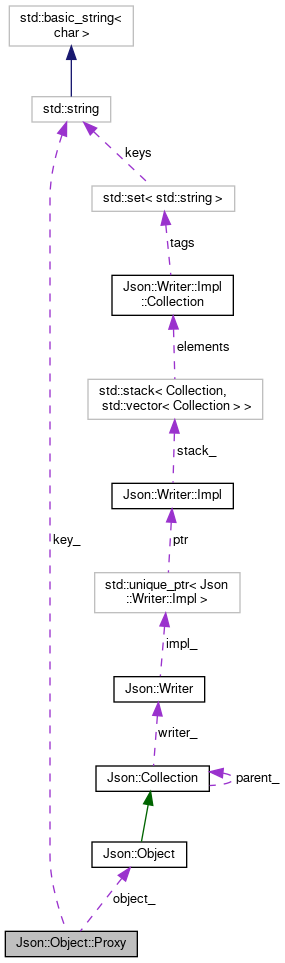 std::basic_string<
char >
std::string
keys
std::set< std::string >
tags
Json::Writer::Impl
::Collection
elements
std::stack< Collection,
std::vector< Collection > >
stack_
Json::Writer::Impl
key_
ptr
std::unique_ptr< Json
::Writer::Impl >
impl_
Json::Writer
writer_
Json::Collection
parent_
Json::Object
object_
Json::Object::Proxy